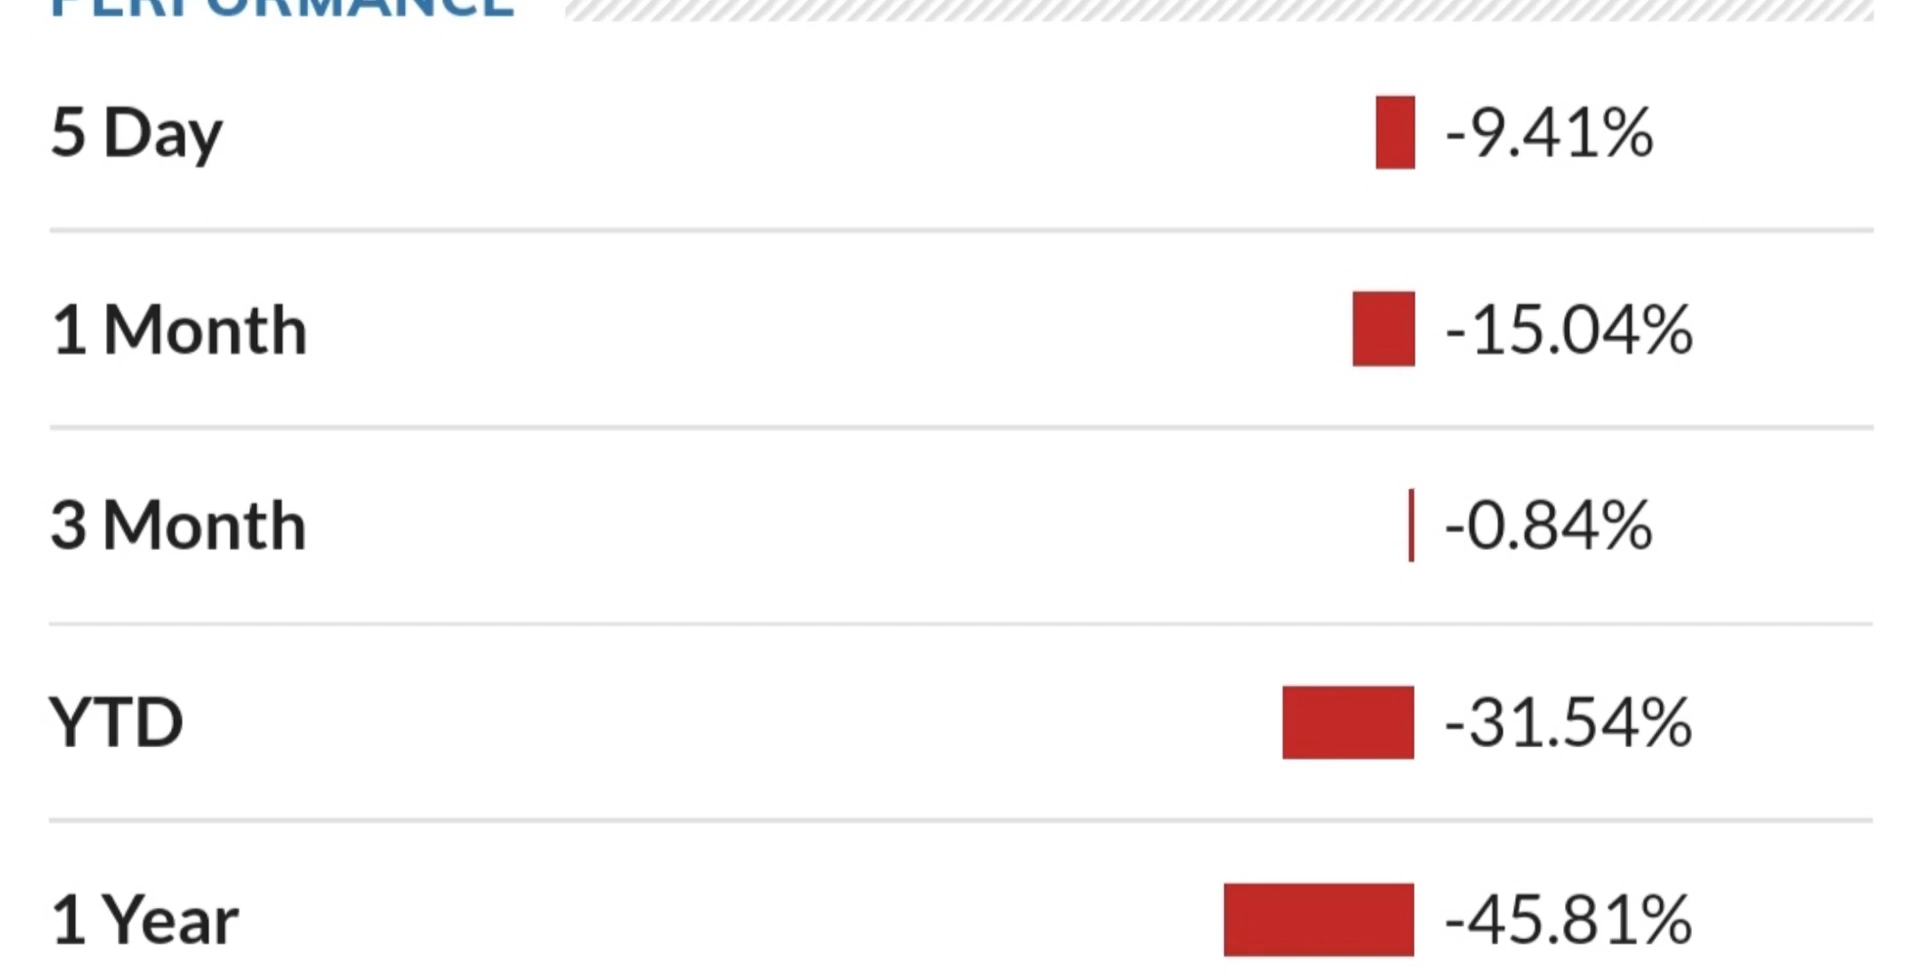 PERFORMANCE
5 Day -9.41%
1 Month -15.04%
3 Month -0.84%
YTD -31.54%
1 Year -45.81%